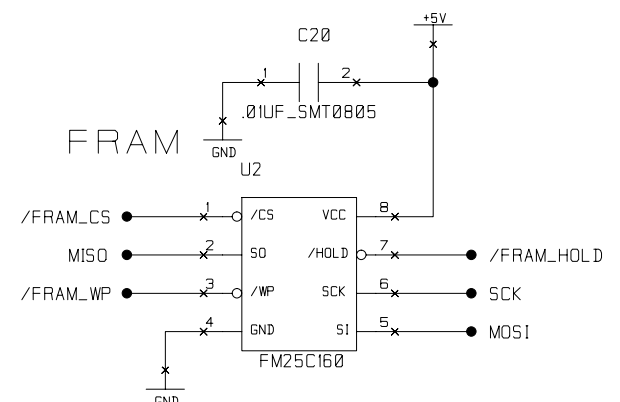 +5V
C20
1 2
.01UF_SMT0805
FRAM
GND
U2
/FRAM_CS 1 /CS VCC 8
MISO 2 SO /HOLD 7 /FRAM_HOLD
/FRAM_WP 3 /WP SCK 6 SCK
4 GND SI 5 MOSI
FM25C160
GND